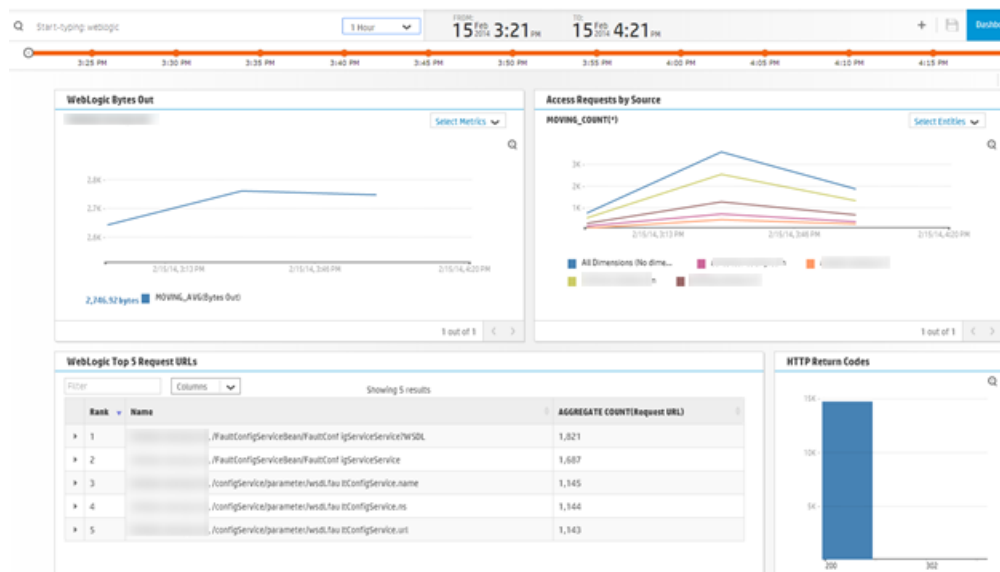 Start-typing: weblogic
1 Hour
FROM: 15 Feb 2014 3:21 PM
TO: 15 Feb 2014 4:21 PM
Dashbo
3:25 PM 3:30 PM 3:35 PM 3:40 PM 3:45 PM 3:50 PM 3:55 PM 4:00 PM 4:05 PM 4:10 PM 4:15 PM
WebLogic Bytes Out
Select Metrics
2.8K
2.7K
2.6K
2/15/14, 3:13 PM 2/15/14, 3:46 PM 2/15/14, 4:20 PM
2,746.92 bytes MOVING_AVG(Bytes Out)
1 out of 1
Access Requests by Source
MOVING_COUNT(*)
Select Entities
3K
2K
1K
2/15/14, 3:13 PM 2/15/14, 3:46 PM 2/15/14, 4:20 PM
All Dimensions (No dime...
1 out of 1
WebLogic Top 5 Request URLs
Filter
Columns
Showing 5 results
Rank Name AGGREGATE COUNT(Request URL)
1 /FaultConfigServiceBean/FaultConf igServiceService?WSDL 1,821
2 /FaultConfigServiceBean/FaultConf igServiceService 1,687
3 /configService/parameter/wsdl.fau ltConfigService.name 1,145
4 /configService/parameter/wsdl.fau ltConfigService.ns 1,144
5 /configService/parameter/wsdl.fau ltConfigService.url 1,143
HTTP Return Codes
15K
10K
5K
200 302